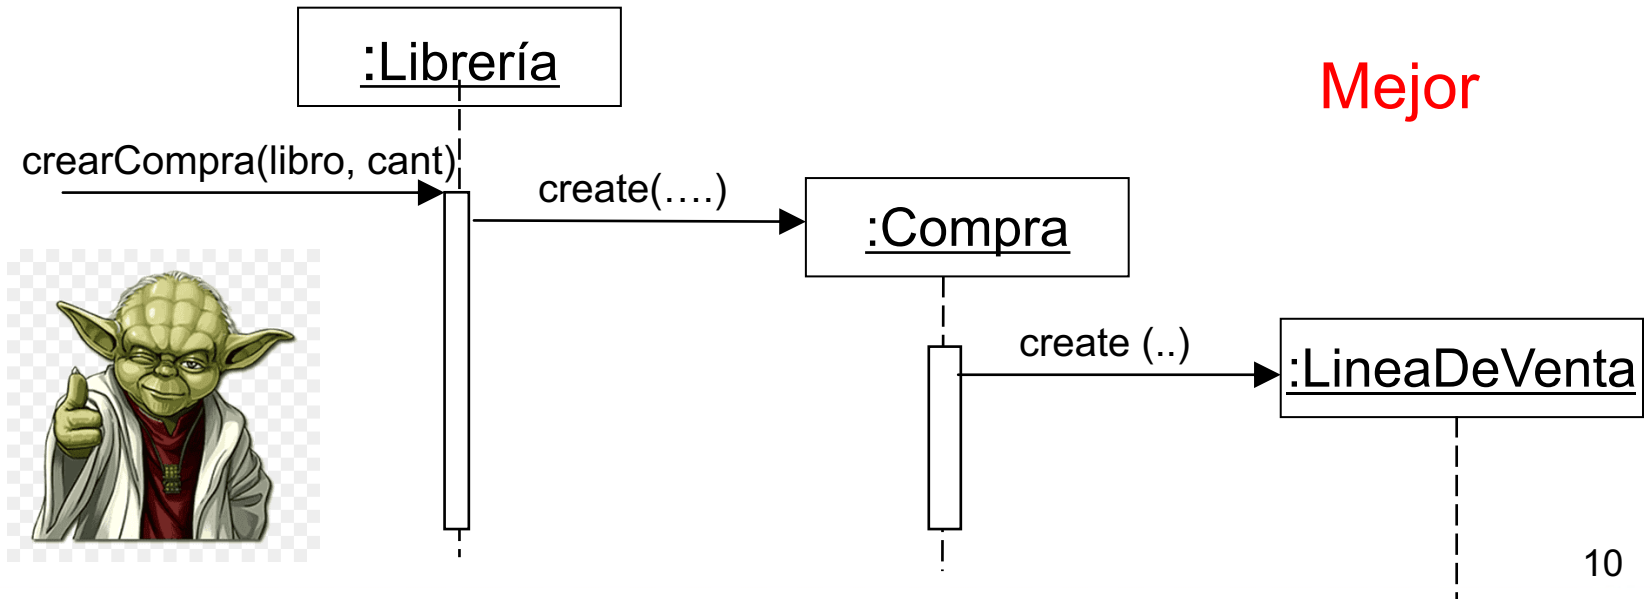 :Librería
Mejor
crearCompra(libro, cant)
create(….)
:Compra
create (..)
:LineaDeVenta
10